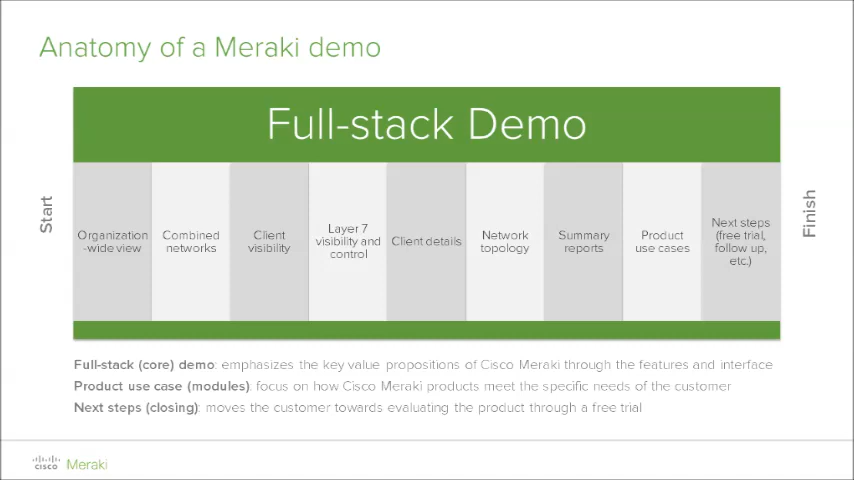 Anatomy of a Meraki demo
Full-stack Demo
Start
Organization
-wide view
Combined
networks
Client
visibility
Layer 7
visibility and
control
Client details
Network
topology
Summary
reports
Product
use cases
Next steps
(free trial,
follow up,
etc.)
Finish
Full-stack (core) demo: emphasizes the key value propositions of Cisco Meraki through the features and interface
Product use case (modules): focus on how Cisco Meraki products meet the specific needs of the customer
Next steps (closing): moves the customer towards evaluating the product through a free trial
cisco Meraki